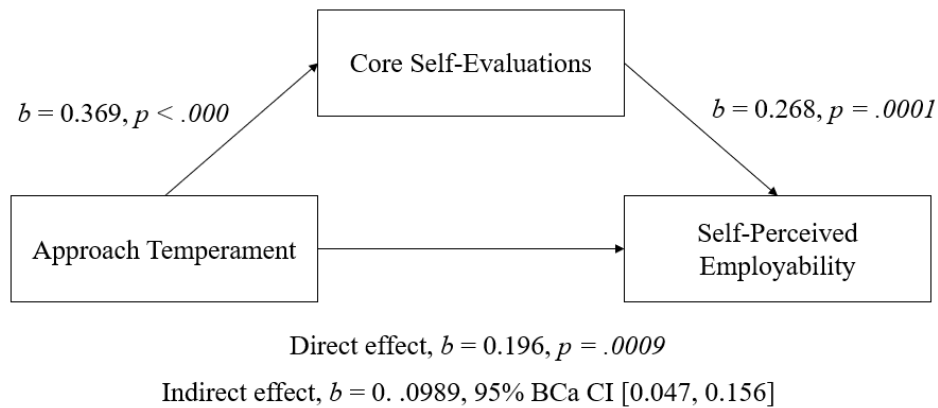 Core Self-Evaluations
b = 0.369, p < .000
b = 0.268, p = .0001
Approach Temperament
Self-Perceived
Employability
Direct effect, b = 0.196, p = .0009
Indirect effect, b = 0. .0989, 95% BCa CI [0.047, 0.156]